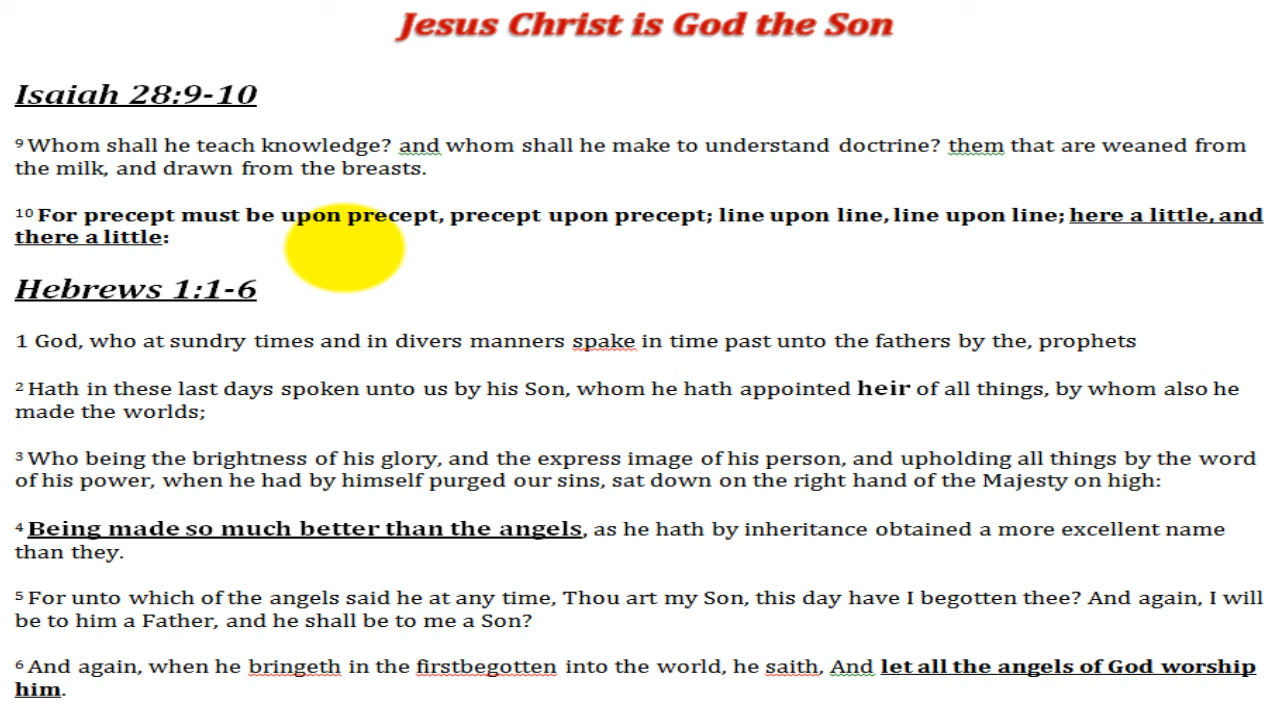 Jesus Christ is God the Son
Isaiah 28:9-10
9 Whom shall he teach knowledge? and whom shall he make to understand doctrine? them that are weaned from
the milk, and drawn from the breasts.
10 For precept must be upon precept, precept upon precept; line upon line, line upon line; here a little, and
there a little:
Hebrews 1:1-6
1 God, who at sundry times and in divers manners spake in time past unto the fathers by the, prophets
2 Hath in these last days spoken unto us by his Son, whom he hath appointed heir of all things, by whom also he
made the worlds;
3 Who being the brightness of his glory, and the express image of his person, and upholding all things by the word
of his power, when he had by himself purged our sins, sat down on the right hand of the Majesty on high:
4 Being made so much better than the angels, as he hath by inheritance obtained a more excellent name
than they.
5 For unto which of the angels said he at any time, Thou art my Son, this day have I begotten thee? And again, I will
be to him a Father, and he shall be to me a Son?
6 And again, when he bringeth in the firstbegotten into the world, he saith, And let all the angels of God worship
him.